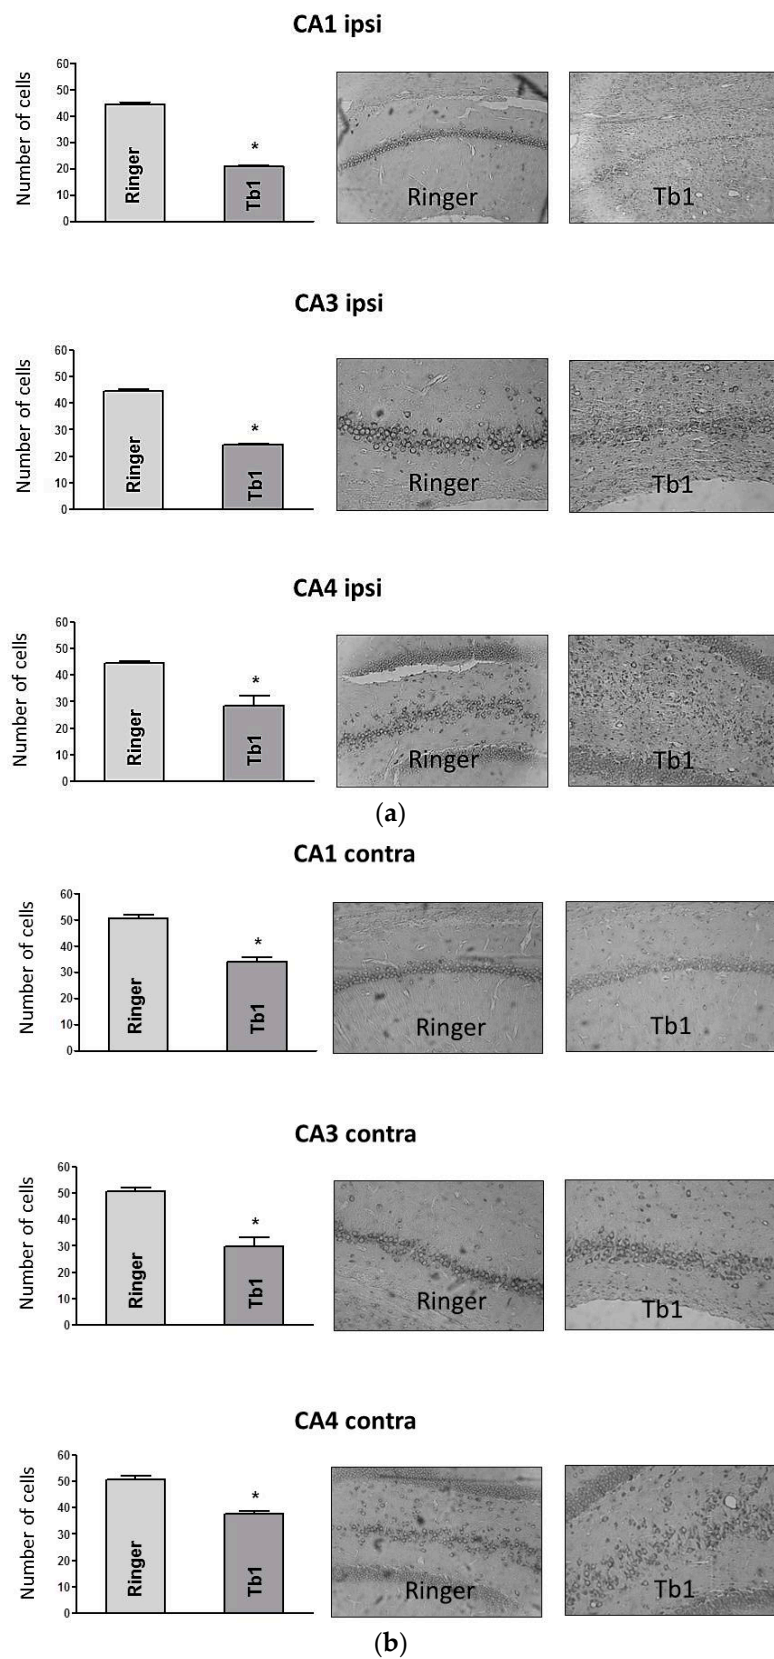 CA1 ipsi
Number of cells
60
50
40
30
20
10
0
Ringer
*
Tb1
Ringer
Tb1
CA3 ipsi
Number of cells
60
50
40
30
20
10
0
Ringer
*
Tb1
Ringer
Tb1
CA4 ipsi
Number of cells
60
50
40
30
20
10
0
Ringer
*
Tb1
Ringer
Tb1
(a)
CA1 contra
Number of cells
60
50
40
30
20
10
0
Ringer
*
Tb1
Ringer
Tb1
CA3 contra
Number of cells
60
50
40
30
20
10
0
Ringer
*
Tb1
Ringer
Tb1
CA4 contra
Number of cells
60
50
40
30
20
10
0
Ringer
*
Tb1
Ringer
Tb1
(b)